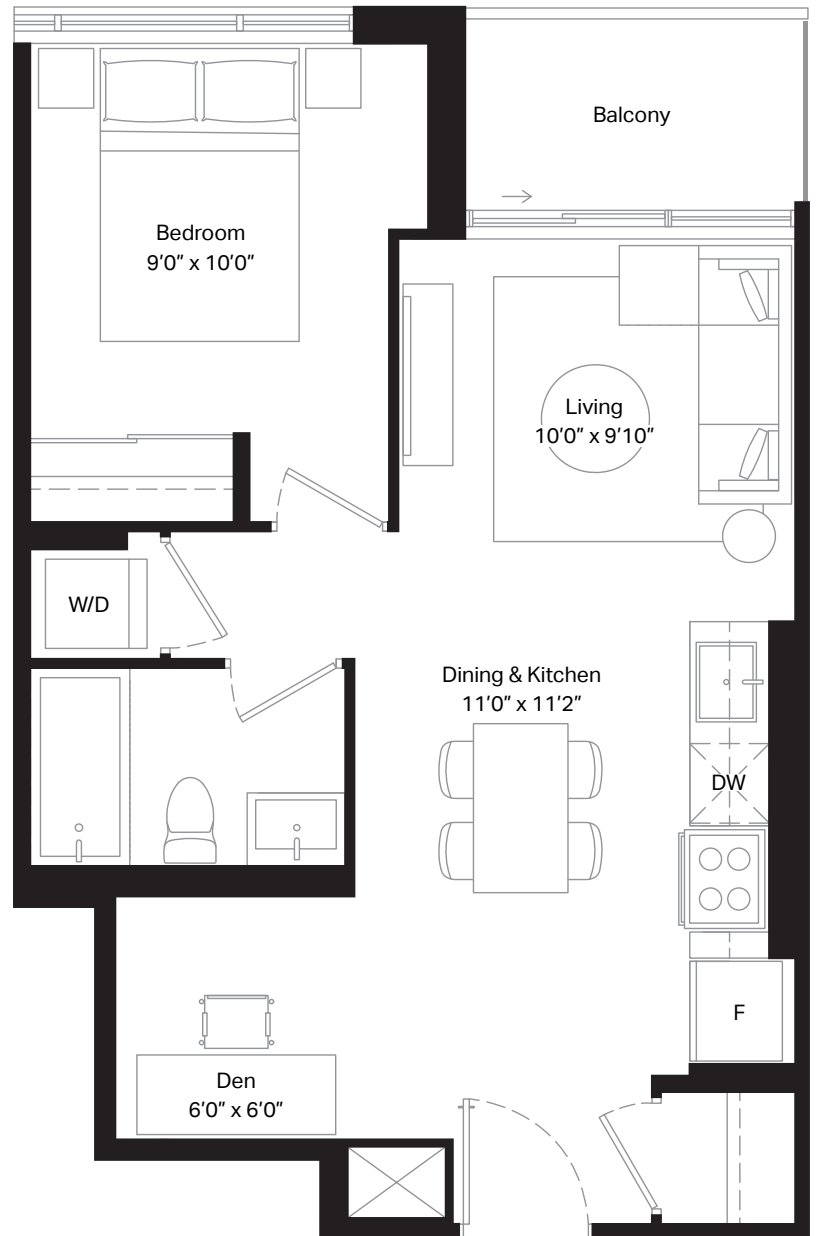 Balcony
Bedroom
9′0″ x 10′0″
Living
10′0″ x 9′10″
W/D
Dining & Kitchen
11′0″ x 11′2″
DW
F
Den
6′0″ x 6′0″